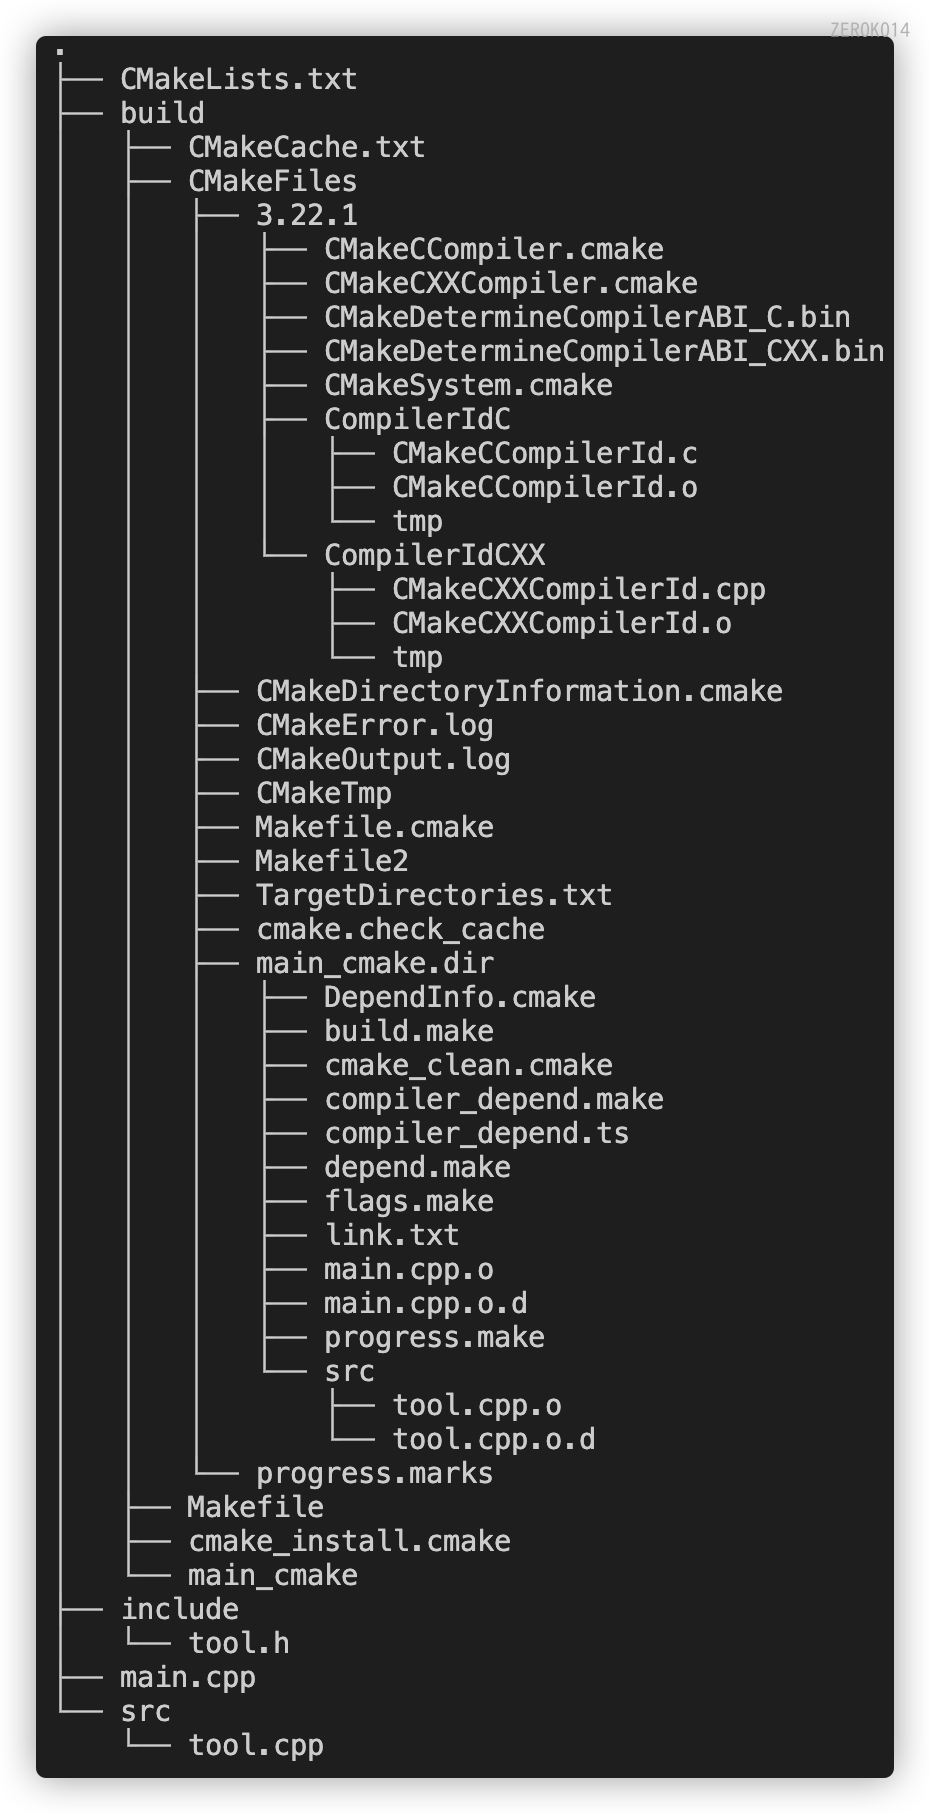 ZEROKO14
.
├── CMakeLists.txt
├── build
│   ├── CMakeCache.txt
│   ├── CMakeFiles
│   │   ├── 3.22.1
│   │   │   ├── CMakeCCompiler.cmake
│   │   │   ├── CMakeCXXCompiler.cmake
│   │   │   ├── CMakeDetermineCompilerABI_C.bin
│   │   │   ├── CMakeDetermineCompilerABI_CXX.bin
│   │   │   ├── CMakeSystem.cmake
│   │   │   ├── CompilerIdC
│   │   │   │   ├── CMakeCCompilerId.c
│   │   │   │   ├── CMakeCCompilerId.o
│   │   │   │   └── tmp
│   │   │   └── CompilerIdCXX
│   │   │       ├── CMakeCXXCompilerId.cpp
│   │   │       ├── CMakeCXXCompilerId.o
│   │   │       └── tmp
│   │   ├── CMakeDirectoryInformation.cmake
│   │   ├── CMakeError.log
│   │   ├── CMakeOutput.log
│   │   ├── CMakeTmp
│   │   ├── Makefile.cmake
│   │   ├── Makefile2
│   │   ├── TargetDirectories.txt
│   │   ├── cmake.check_cache
│   │   ├── main_cmake.dir
│   │   │   ├── DependInfo.cmake
│   │   │   ├── build.make
│   │   │   ├── cmake_clean.cmake
│   │   │   ├── compiler_depend.make
│   │   │   ├── compiler_depend.ts
│   │   │   ├── depend.make
│   │   │   ├── flags.make
│   │   │   ├── link.txt
│   │   │   ├── main.cpp.o
│   │   │   ├── main.cpp.o.d
│   │   │   ├── progress.make
│   │   │   └── src
│   │   │       ├── tool.cpp.o
│   │   │       └── tool.cpp.o.d
│   │   └── progress.marks
│   ├── Makefile
│   ├── cmake_install.cmake
│   └── main_cmake
├── include
│   └── tool.h
├── main.cpp
└── src
    └── tool.cpp